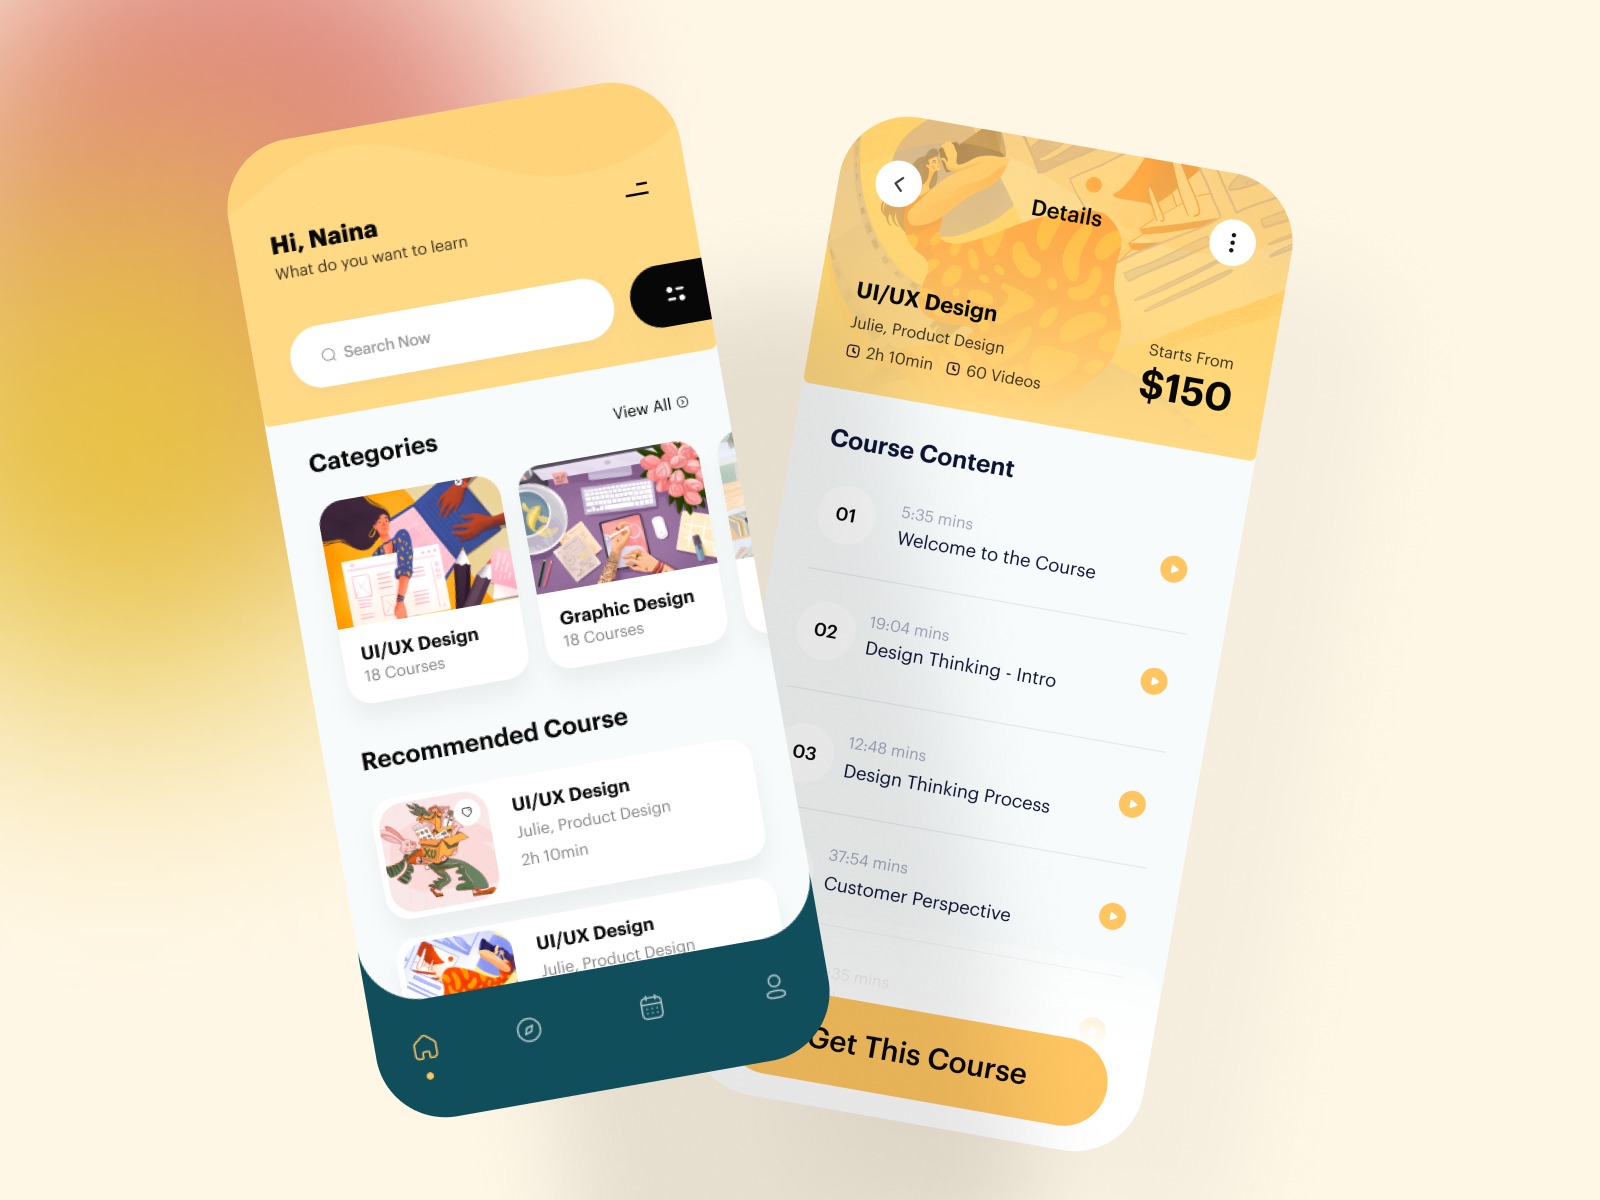 Hi, Naina
What do you want to learn
Search Now
View All
Categories
UI/UX Design
18 Courses
Graphic Design
18 Courses
Recommended Course
UI/UX Design
Julie, Product Design
2h 10min
XU
UI/UX Design
Julie, Product Design
Details
UI/UX Design
Julie, Product Design
2h 10min
60 Videos
Starts From
$150
Course Content
01
5:35 mins
Welcome to the Course
02
19:04 mins
Design Thinking - Intro
03
12:48 mins
Design Thinking Process
37:54 mins
Customer Perspective
35 mins
Get This Course